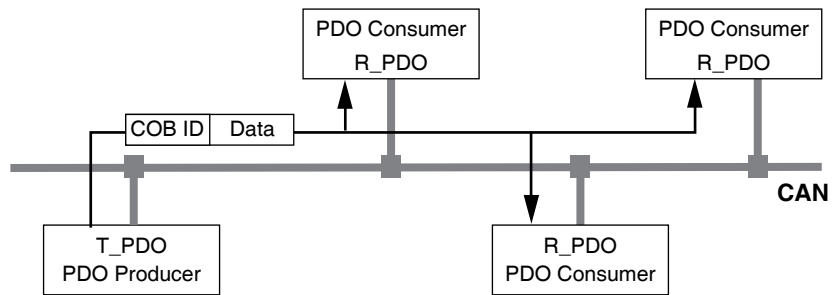 PDO Consumer
R_PDO
PDO Consumer
R_PDO
COB ID
Data
CAN
T_PDO
PDO Producer
R_PDO
PDO Consumer